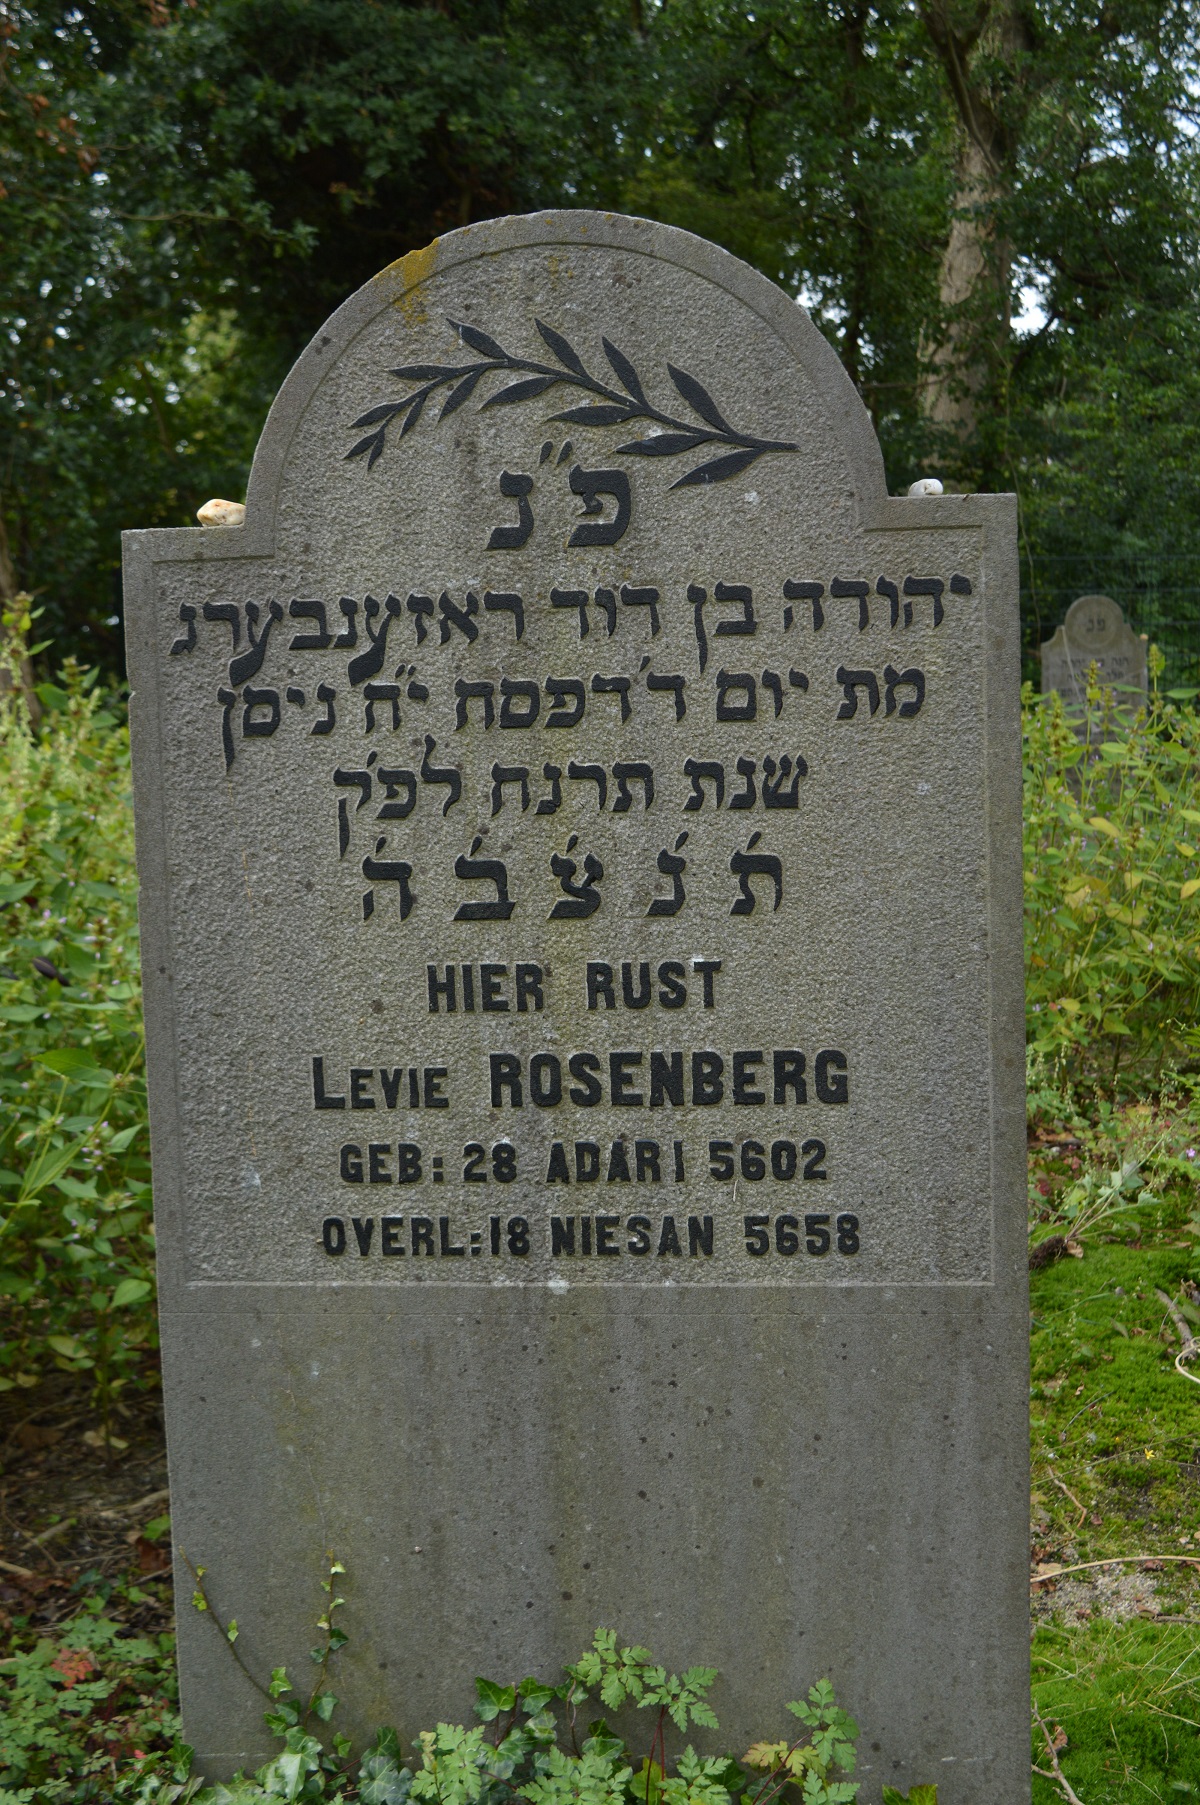 פ״נ
יהודה בן דוד ראזענבערג
מת יום ד׳דפסח י״ח ניסן
שנת תרנח לפ׳ק
ת׳ נ׳ צ׳ ב׳ ה׳
HIER RUST
LEVIE ROSENBERG
GEB: 28 ADAR I 5602
OVERL: 18 NIESAN 5658
פנ